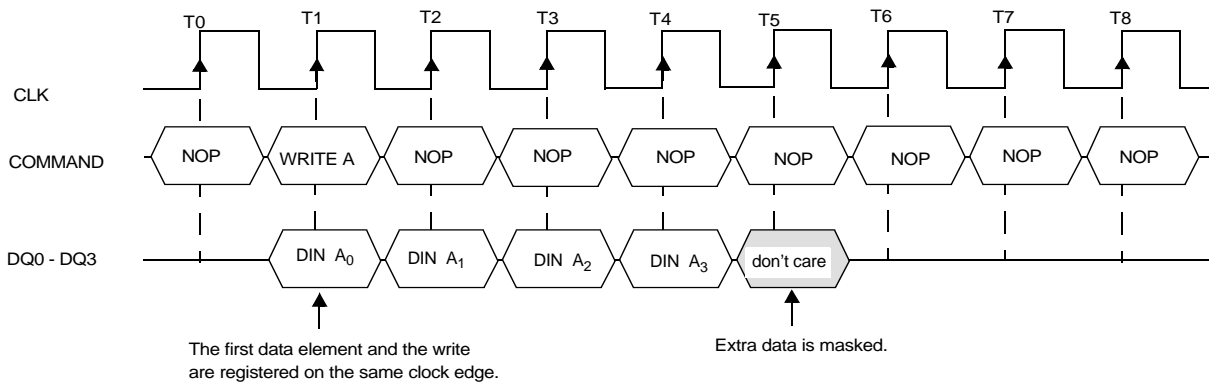 T0 T1 T2 T3 T4 T5 T6 T7 T8
CLK
COMMAND NOP WRITE A NOP NOP NOP NOP NOP NOP NOP
DQ0 - DQ3 DIN A0 DIN A1 DIN A2 DIN A3 don't care
The first data element and the write
are registered on the same clock edge.
Extra data is masked.